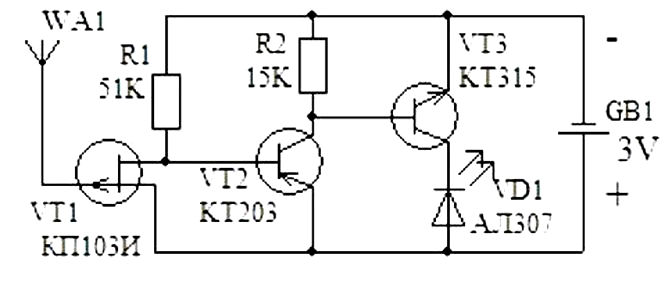 WA1
R1
51K
R2
15K
VT3
КТ315
-
GB1
3V
+
VT2
КТ203
VD1
АЛ307
VT1
КП103И